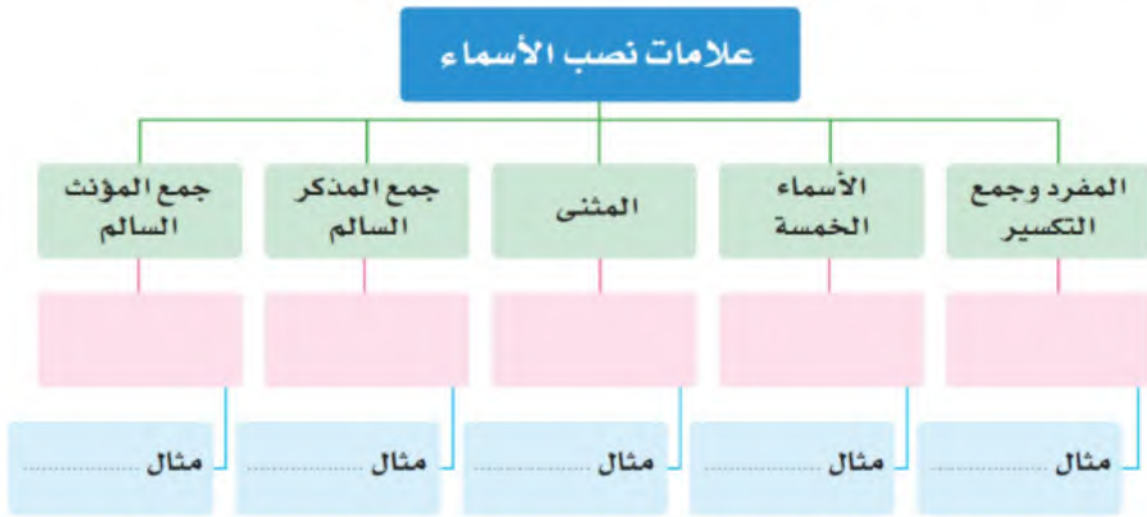 علامات نصب الأسماء
المفرد وجمع
التكسير
الأسماء
الخمسة
المثنى
جمع المذكر
السالم
جمع المؤنث
السالم
مثال ....................
مثال ....................
مثال ....................
مثال ....................
مثال ....................